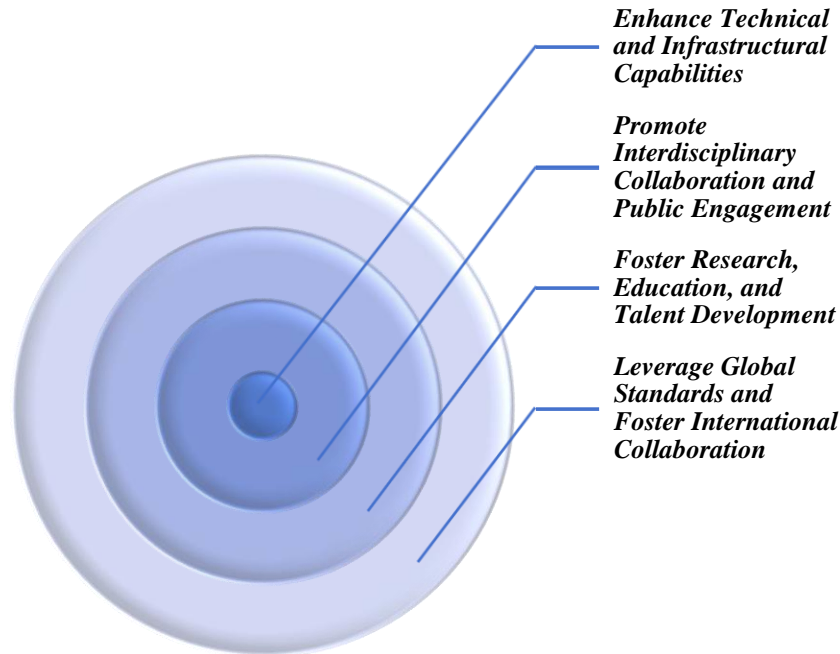 Enhance Technical
and Infrastructural
Capabilities
Promote
Interdisciplinary
Collaboration and
Public Engagement
Foster Research,
Education, and
Talent Development
Leverage Global
Standards and
Foster International
Collaboration